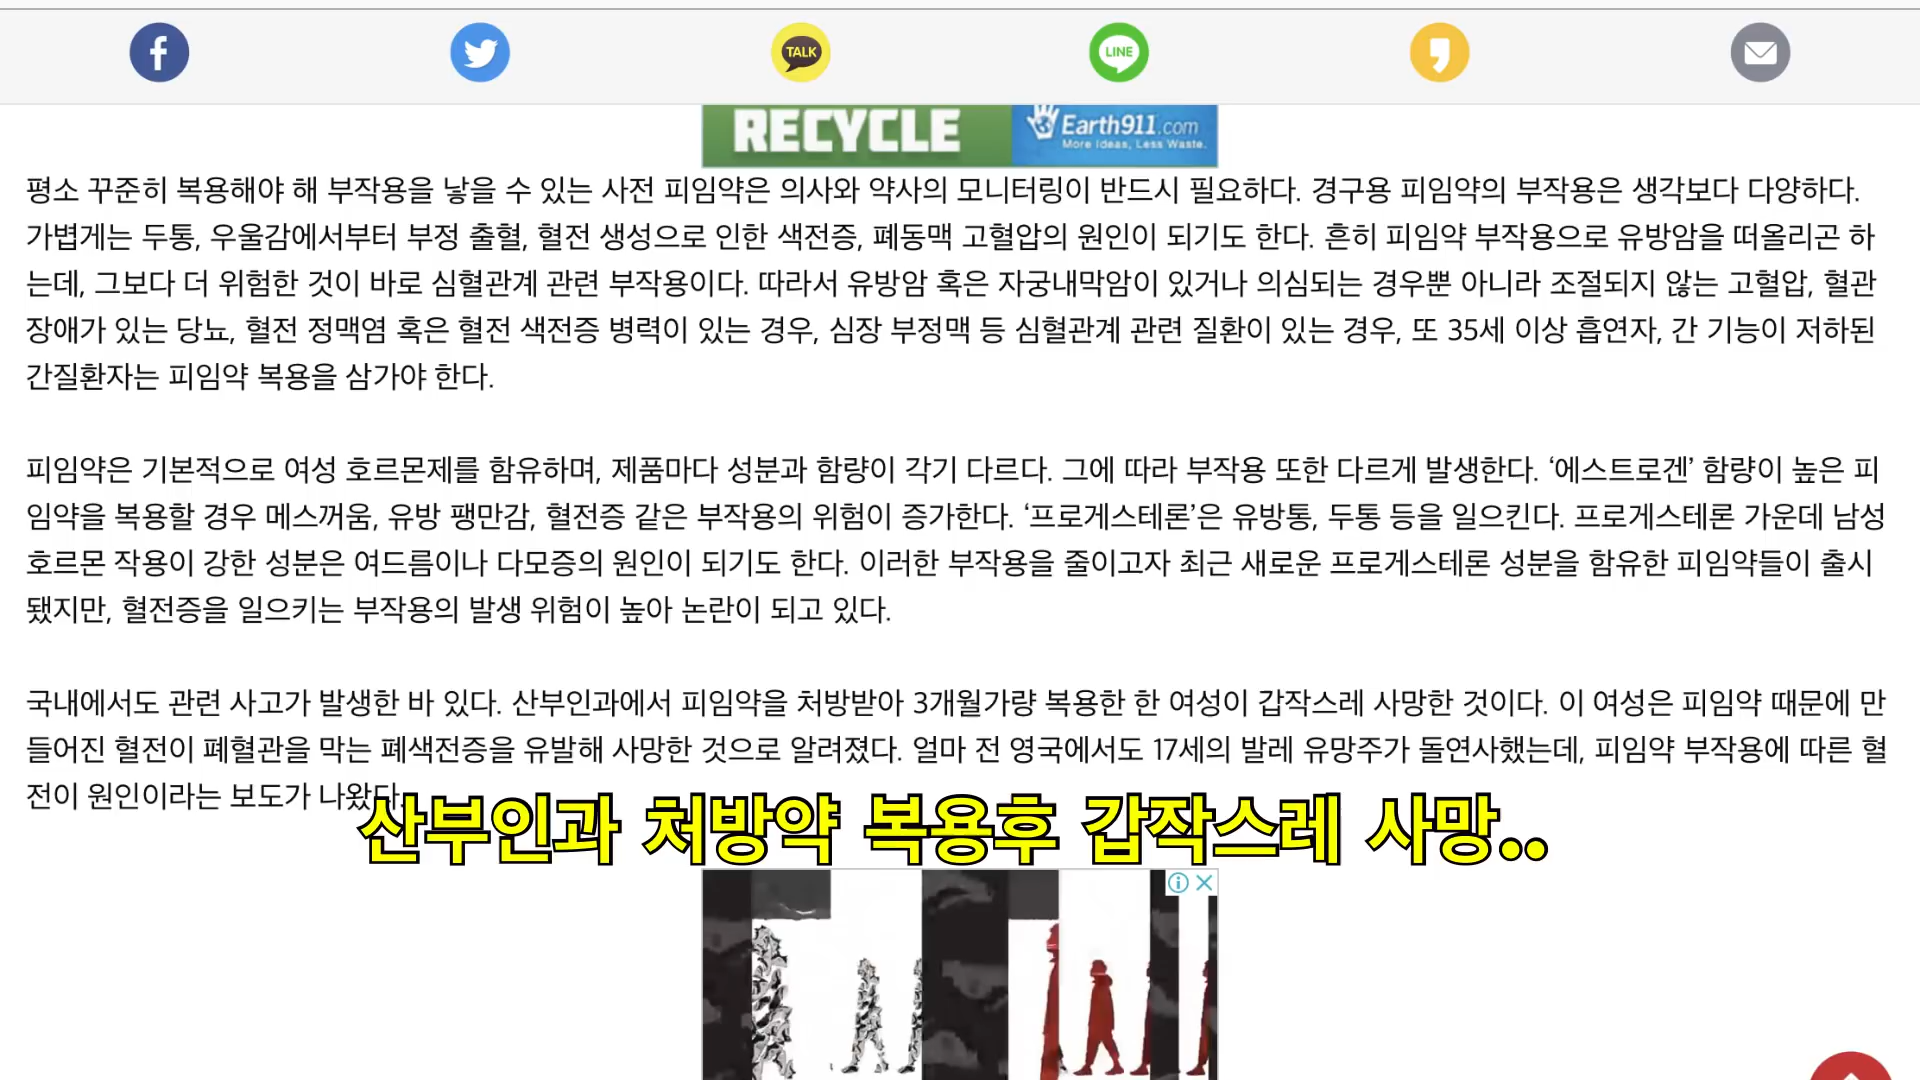 f
TALK
LINE
RECYCLE
Earth911.com
More Ideas, Less Waste.
평소 꾸준히 복용해야 해 부작용을 낳을 수 있는 사전 피임약은 의사와 약사의 모니터링이 반드시 필요하다. 경구용 피임약의 부작용은 생각보다 다양하다.
가볍게는 두통, 우울감에서부터 부정 출혈, 혈전 생성으로 인한 색전증, 폐동맥 고혈압의 원인이 되기도 한다. 흔히 피임약 부작용으로 유방암을 떠올리곤 하
는데, 그보다 더 위험한 것이 바로 심혈관계 관련 부작용이다. 따라서 유방암 혹은 자궁내막암이 있거나 의심되는 경우뿐 아니라 조절되지 않는 고혈압, 혈관
장애가 있는 당뇨, 혈전 정맥염 혹은 혈전 색전증 병력이 있는 경우, 심장 부정맥 등 심혈관계 관련 질환이 있는 경우, 또 35세 이상 흡연자, 간 기능이 저하된
간질환자는 피임약 복용을 삼가야 한다.
피임약은 기본적으로 여성 호르몬제를 함유하며, 제품마다 성분과 함량이 각기 다르다. 그에 따라 부작용 또한 다르게 발생한다. ‘에스트로겐’ 함량이 높은 피
임약을 복용할 경우 메스꺼움, 유방 팽만감, 혈전증 같은 부작용의 위험이 증가한다. ‘프로게스테론’은 유방통, 두통 등을 일으킨다. 프로게스테론 가운데 남성
호르몬 작용이 강한 성분은 여드름이나 다모증의 원인이 되기도 한다. 이러한 부작용을 줄이고자 최근 새로운 프로게스테론 성분을 함유한 피임약들이 출시
됐지만, 혈전증을 일으키는 부작용의 발생 위험이 높아 논란이 되고 있다.
국내에서도 관련 사고가 발생한 바 있다. 산부인과에서 피임약을 처방받아 3개월가량 복용한 한 여성이 갑작스레 사망한 것이다. 이 여성은 피임약 때문에 만
들어진 혈전이 폐혈관을 막는 폐색전증을 유발해 사망한 것으로 알려졌다. 얼마 전 영국에서도 17세의 발레 유망주가 돌연사했는데, 피임약 부작용에 따른 혈
전이 원인이라는 보도가 나왔다.
산부인과 처방약 복용후 갑작스레 사망..